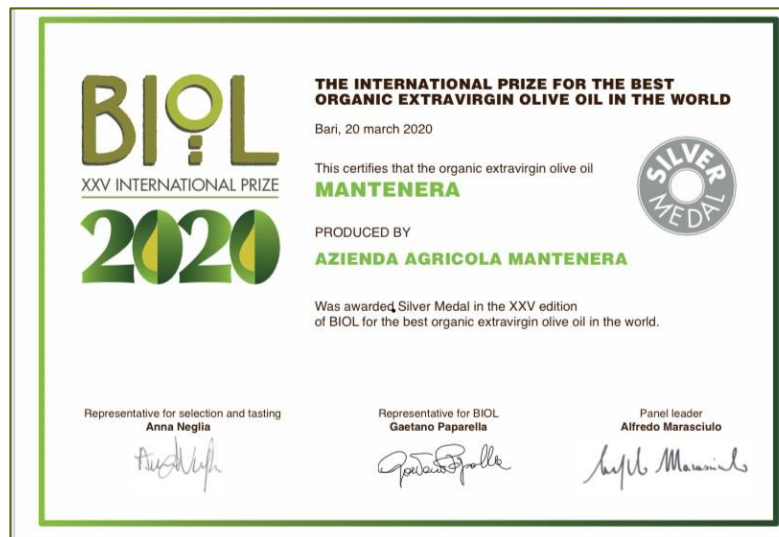 BIOL
XXV INTERNATIONAL PRIZE
2020
THE INTERNATIONAL PRIZE FOR THE BEST
ORGANIC EXTRAVIRGIN OLIVE OIL IN THE WORLD
Bari, 20 march 2020
This certifies that the organic extravirgin olive oil
MANTENERA
SILVER
MEDAL
PRODUCED BY
AZIENDA AGRICOLA MANTENERA
Was awarded Silver Medal in the XXV edition
of BIOL for the best organic extravirgin olive oil in the world.
Representative for selection and tasting
Anna Neglia
Representative for BIOL
Gaetano Paparella
Panel leader
Alfredo Marasciulo